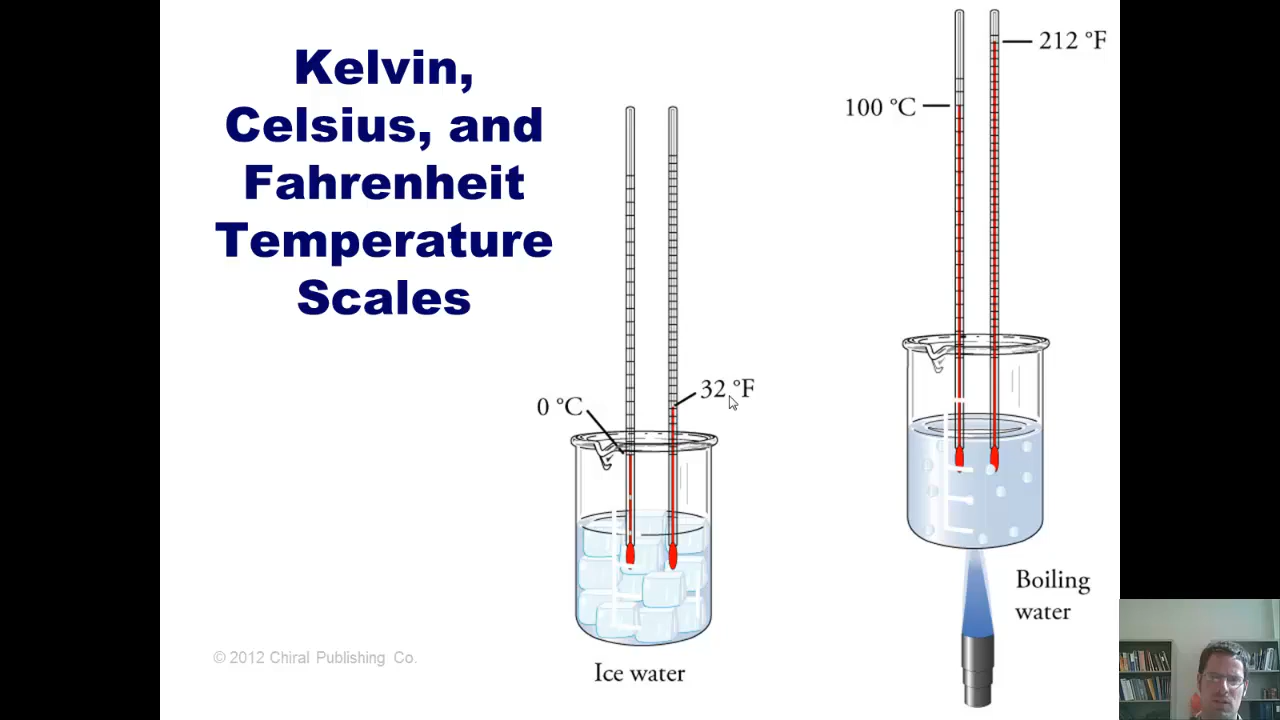 Kelvin,
Celsius, and
Fahrenheit
Temperature
Scales
212 °F
100 °C
32 °F
0 °C
Boiling
water
© 2012 Chiral Publishing Co.
Ice water